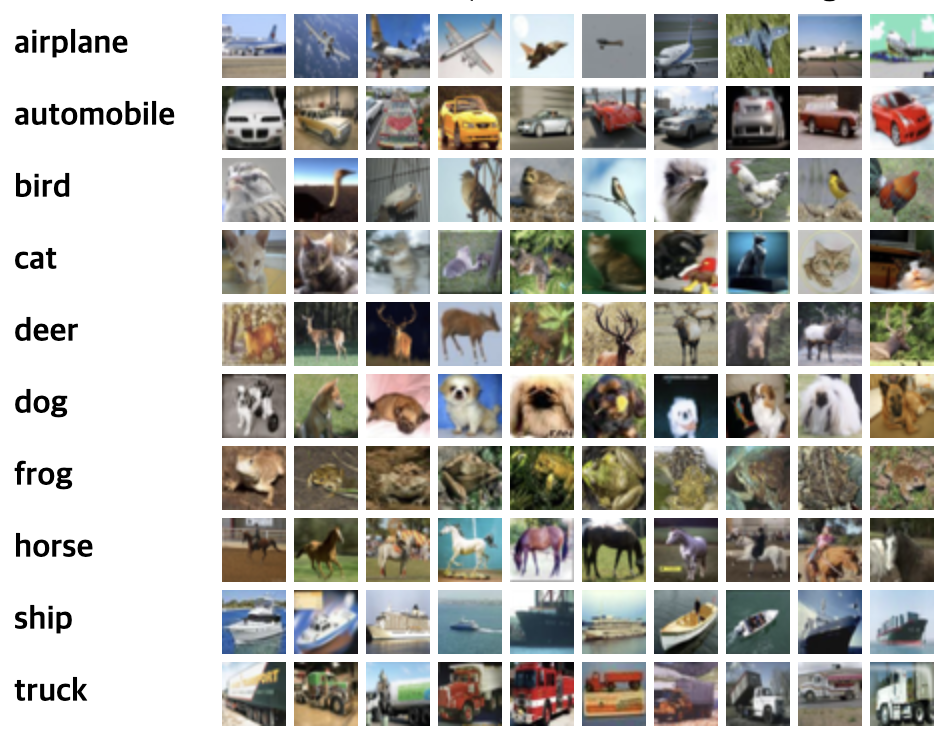 airplane
automobile
bird
cat
deer
dog
frog
horse
ship
truck